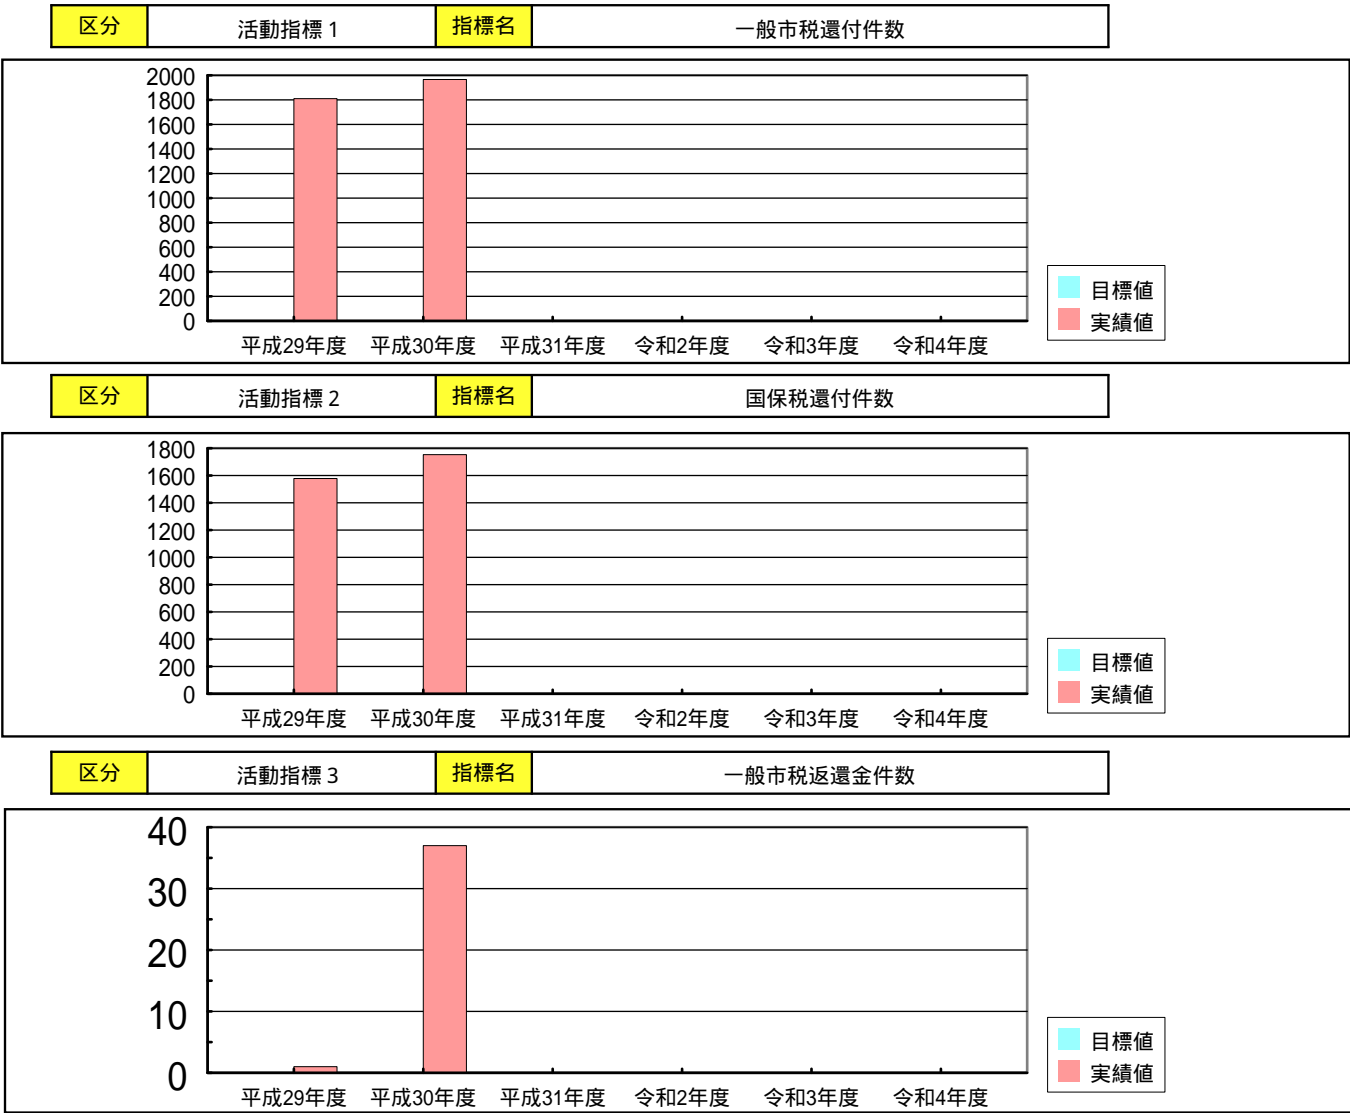 区分 活動指標１ 指標名 一般市税還付件数
2000
1800
1600
1400
1200
1000
800
600
400
200
0
平成29年度 平成30年度 平成31年度 令和2年度 令和3年度 令和4年度
目標値
実績値
区分 活動指標２ 指標名 国保税還付件数
1800
1600
1400
1200
1000
800
600
400
200
0
平成29年度 平成30年度 平成31年度 令和2年度 令和3年度 令和4年度
目標値
実績値
区分 活動指標３ 指標名 一般市税返還金件数
40
30
20
10
0
平成29年度 平成30年度 平成31年度 令和2年度 令和3年度 令和4年度
目標値
実績値